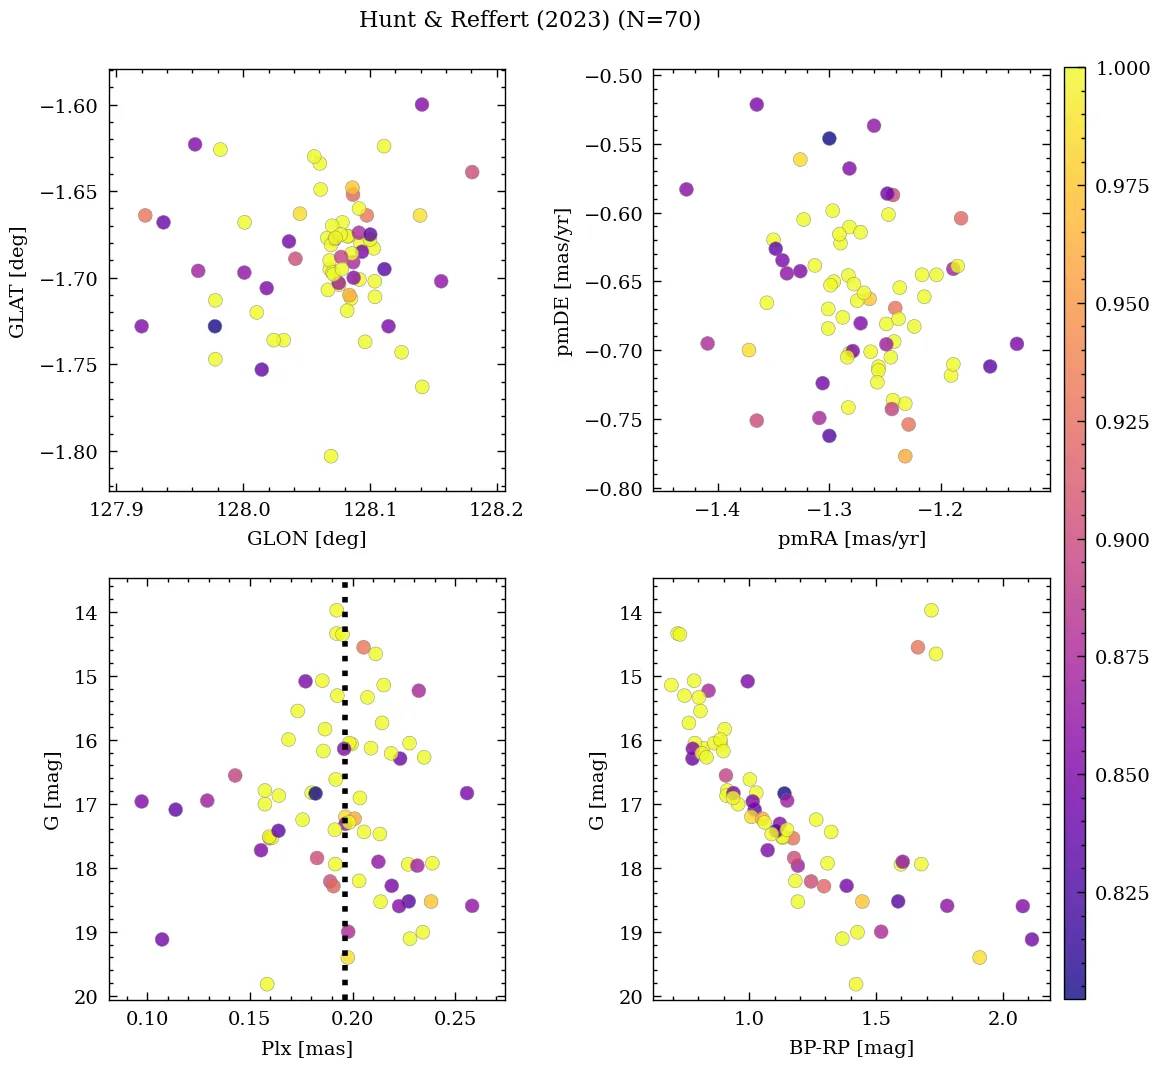 Hunt & Reffert (2023) (N=70)
−1.60
−1.65
−1.70
−1.75
−1.80
GLAT [deg]
127.9 128.0 128.1 128.2
GLON [deg]
−0.50
−0.55
−0.60
−0.65
−0.70
−0.75
−0.80
pmDE [mas/yr]
−1.4 −1.3 −1.2
pmRA [mas/yr]
14
15
16
17
18
19
20
G [mag]
0.10 0.15 0.20 0.25
Plx [mas]
14
15
16
17
18
19
20
G [mag]
1.0 1.5 2.0
BP-RP [mag]
1.000
0.975
0.950
0.925
0.900
0.875
0.850
0.825